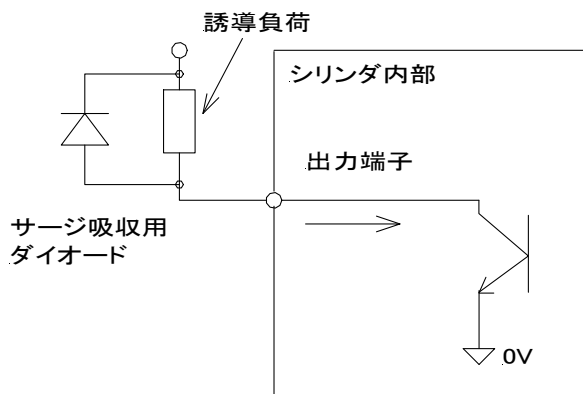 誘導負荷
シリンダ内部
出力端子
サージ吸収用
ダイオード
0V